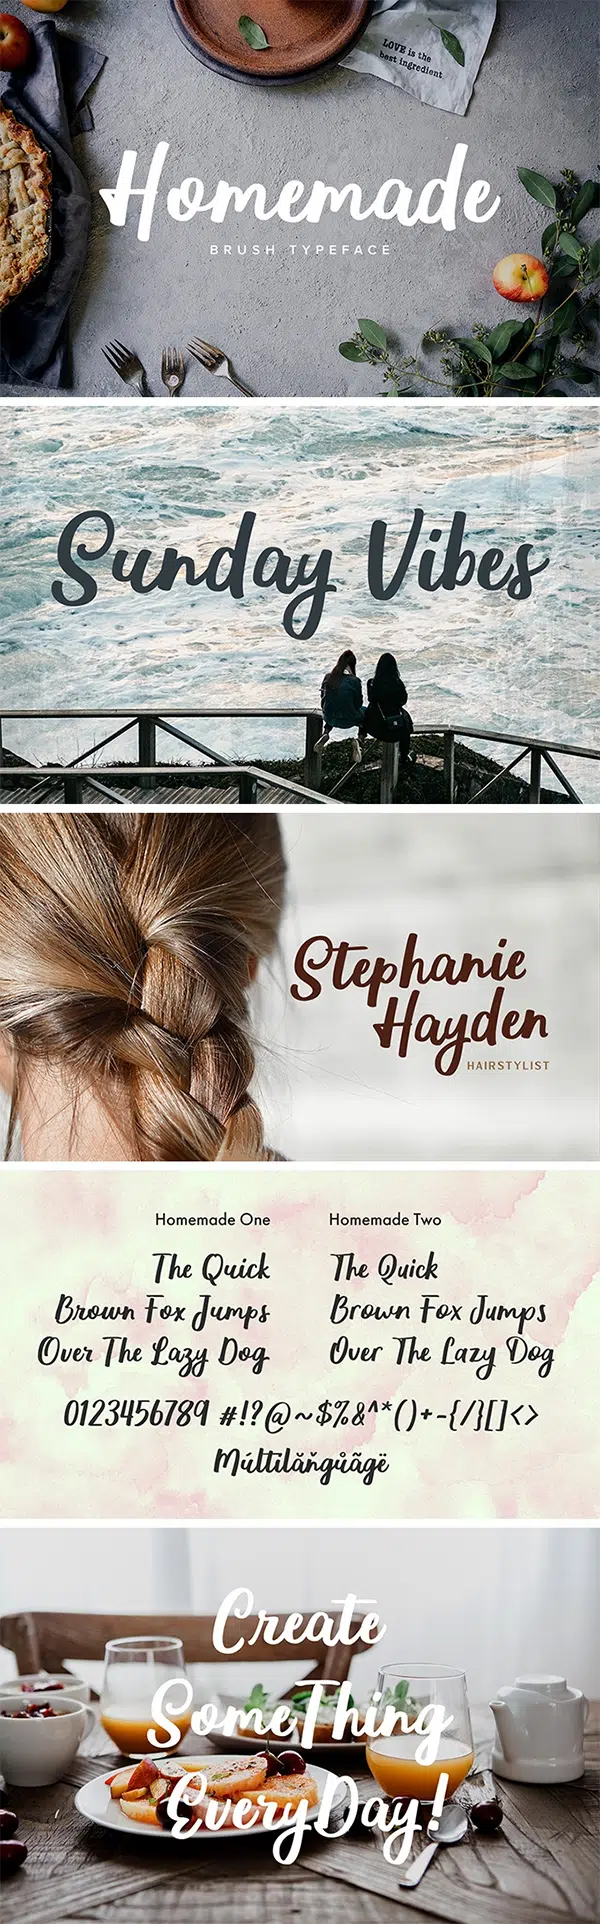 LOVE is the
best ingredient
Homemade
BRUSH TYPEFACE
Sunday Vibes
Stephanie
Hayden
HAIRSTYLIST
Homemade One
The Quick
Brown Fox Jumps
Over The Lazy Dog
Homemade Two
The Quick
Brown Fox Jumps
Over The Lazy Dog
0123456789 #!?@~$%&^*()+-{/}[]<>
Múltilăňgůãgë
Create
SomeThing
EveryDay!